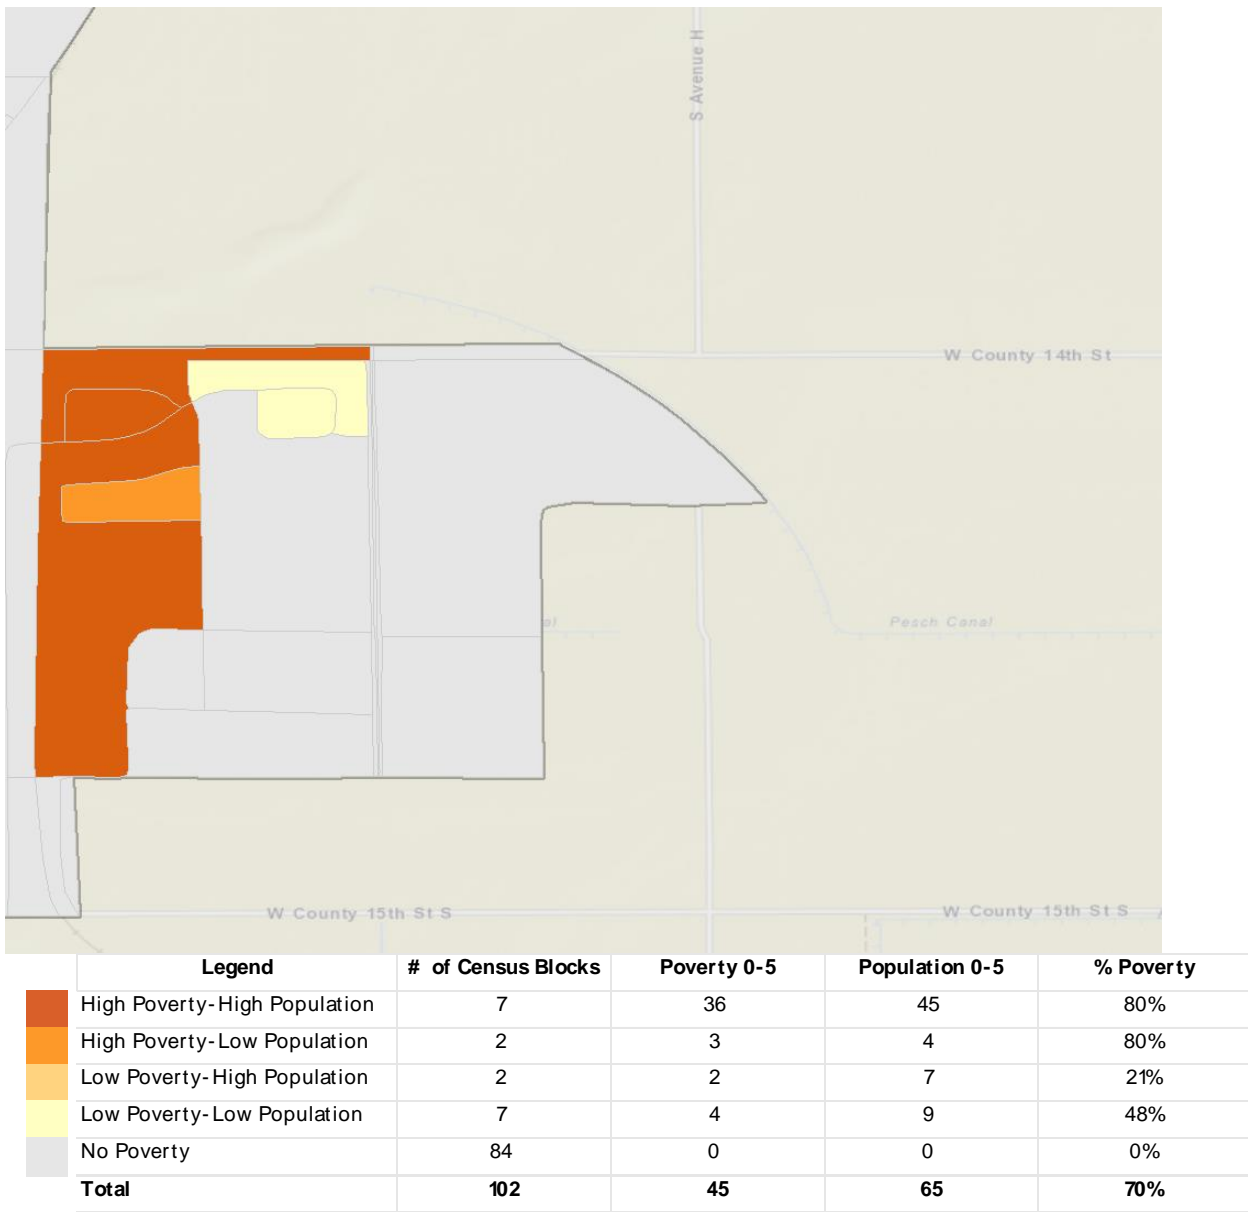 S Avenue H
W County 14th St
al
Pesch Canal
W County 15th St S
W County 15th St S
Legend # of Census Blocks Poverty 0-5 Population 0-5 % Poverty
High Poverty-High Population 7 36 45 80%
High Poverty-Low Population 2 3 4 80%
Low Poverty-High Population 2 2 7 21%
Low Poverty-Low Population 7 4 9 48%
No Poverty 84 0 0 0%
Total 102 45 65 70%